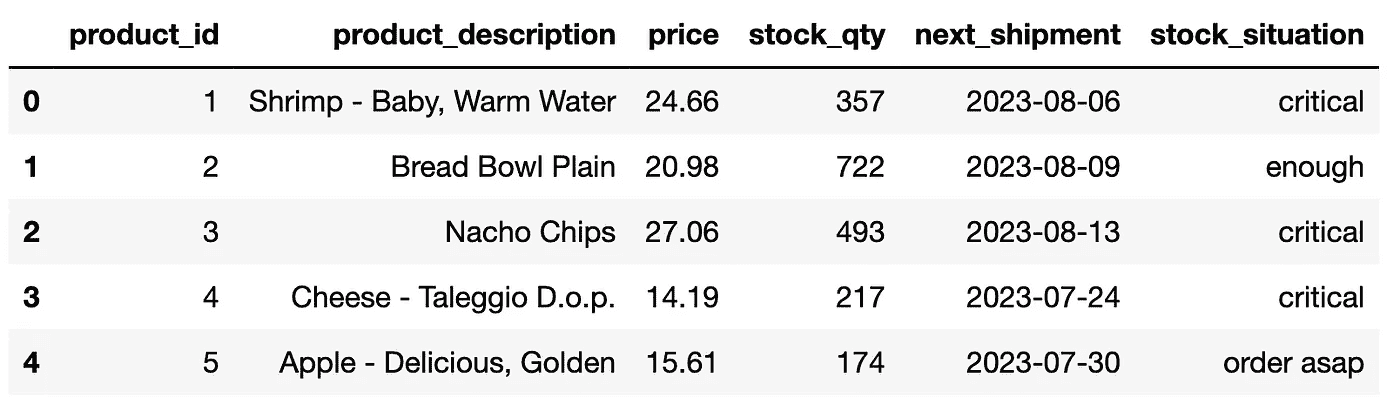 product_id product_description price stock_qty next_shipment stock_situation
0 1 Shrimp - Baby, Warm Water 24.66 357 2023-08-06 critical
1 2 Bread Bowl Plain 20.98 722 2023-08-09 enough
2 3 Nacho Chips 27.06 493 2023-08-13 critical
3 4 Cheese - Taleggio D.o.p. 14.19 217 2023-07-24 critical
4 5 Apple - Delicious, Golden 15.61 174 2023-07-30 order asap